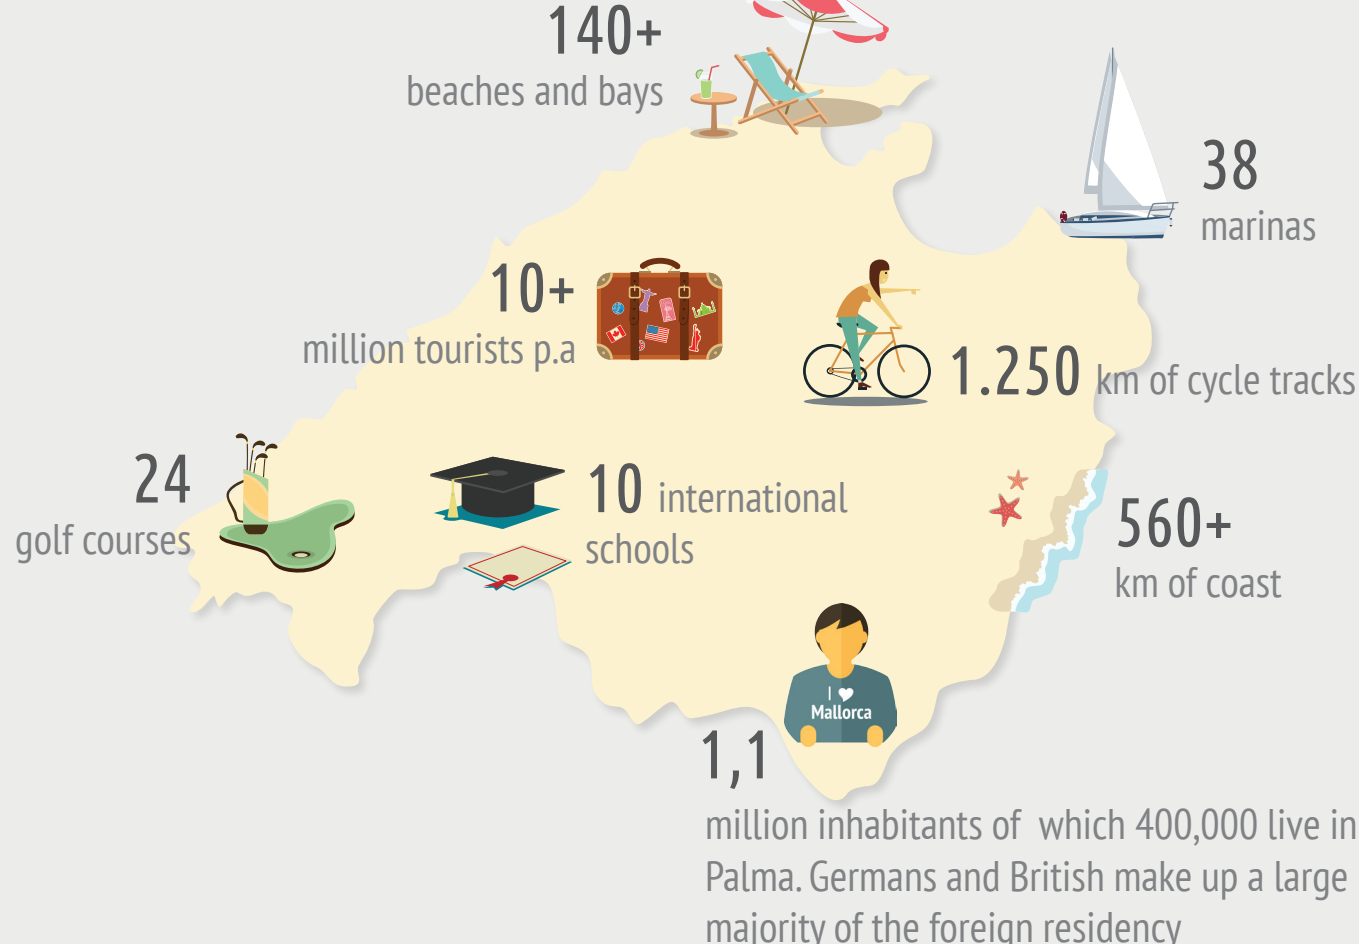 140+
beaches and bays
38
marinas
10+
million tourists p.a
1.250 km of cycle tracks
24
golf courses
10 international
schools
560+
km of coast
I
Mallorca
1,1
million inhabitants of which 400,000 live in
Palma. Germans and British make up a large
majority of the foreign residency